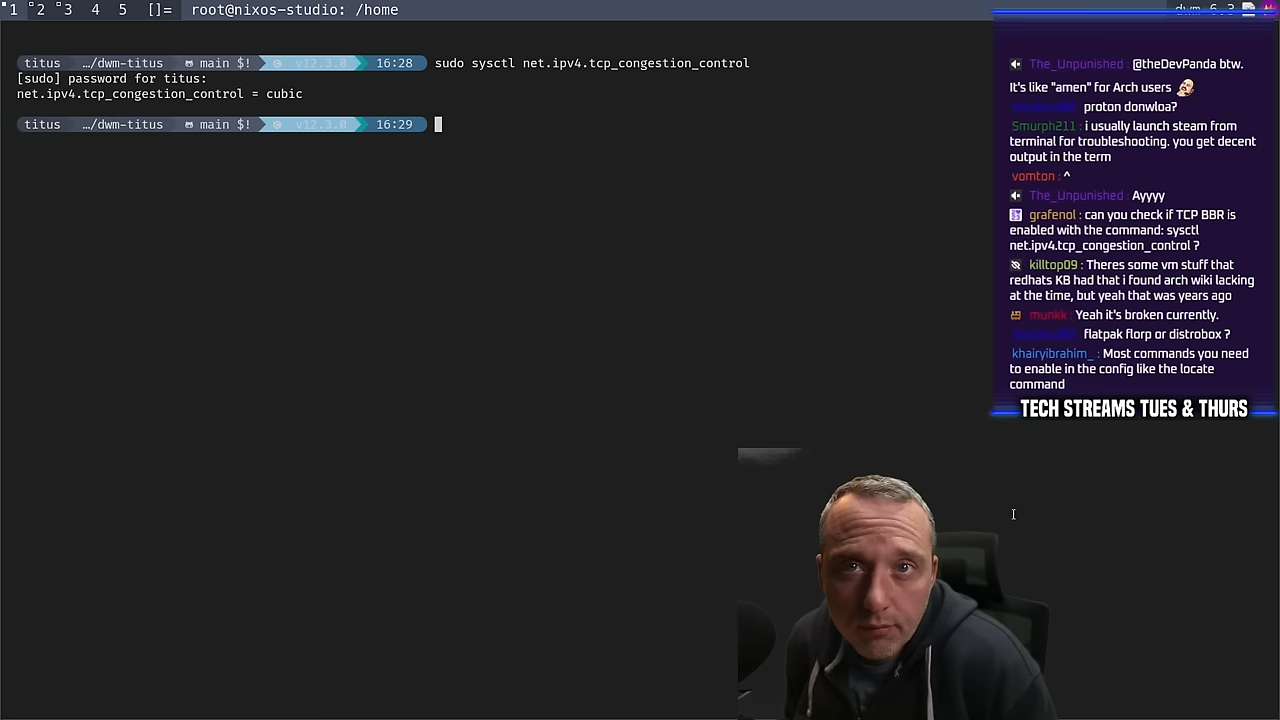 1 2 3 4 5 []= root@nixos-studio: /home
titus …/dwm-titus main $! v12.3.0 16:28 sudo sysctl net.ipv4.tcp_congestion_control
[sudo] password for titus:
net.ipv4.tcp_congestion_control = cubic
titus …/dwm-titus main $! v12.3.0 16:29
The_Unpunished : @theDevPanda btw.
It's like "amen" for Arch users
proton donwloa?
Smurph211 : i usually launch steam from
terminal for troubleshooting. you get decent
output in the term
vomton : ^
The_Unpunished : Ayyyy
grafenol : can you check if TCP BBR is
enabled with the command: sysctl
net.ipv4.tcp_congestion_control ?
killtop09 : Theres some vm stuff that
redhats KB had that i found arch wiki lacking
at the time, but yeah that was years ago
munkk : Yeah it's broken currently.
flatpak florp or distrobox ?
khairyibrahim_ : Most commands you need
to enable in the config like the locate
command
TECH STREAMS TUES & THURS